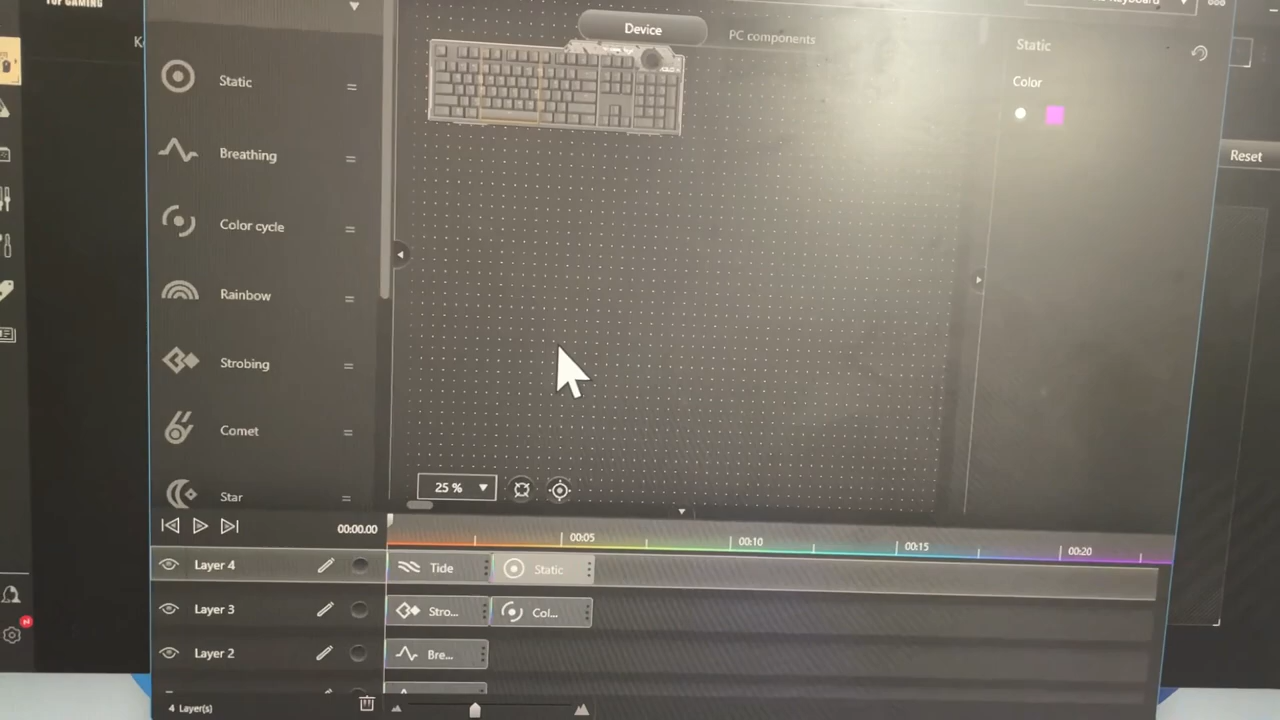 TUF GAMING
Device
PC components
Static
Color
Reset
Static
Breathing
Color cycle
Rainbow
Strobing
Comet
Star
25 %
00:00.00
00:05
00:10
00:15
00:20
Layer 4
Tide
Static
Layer 3
Stro...
Col...
Layer 2
Bre...
4 Layer(s)